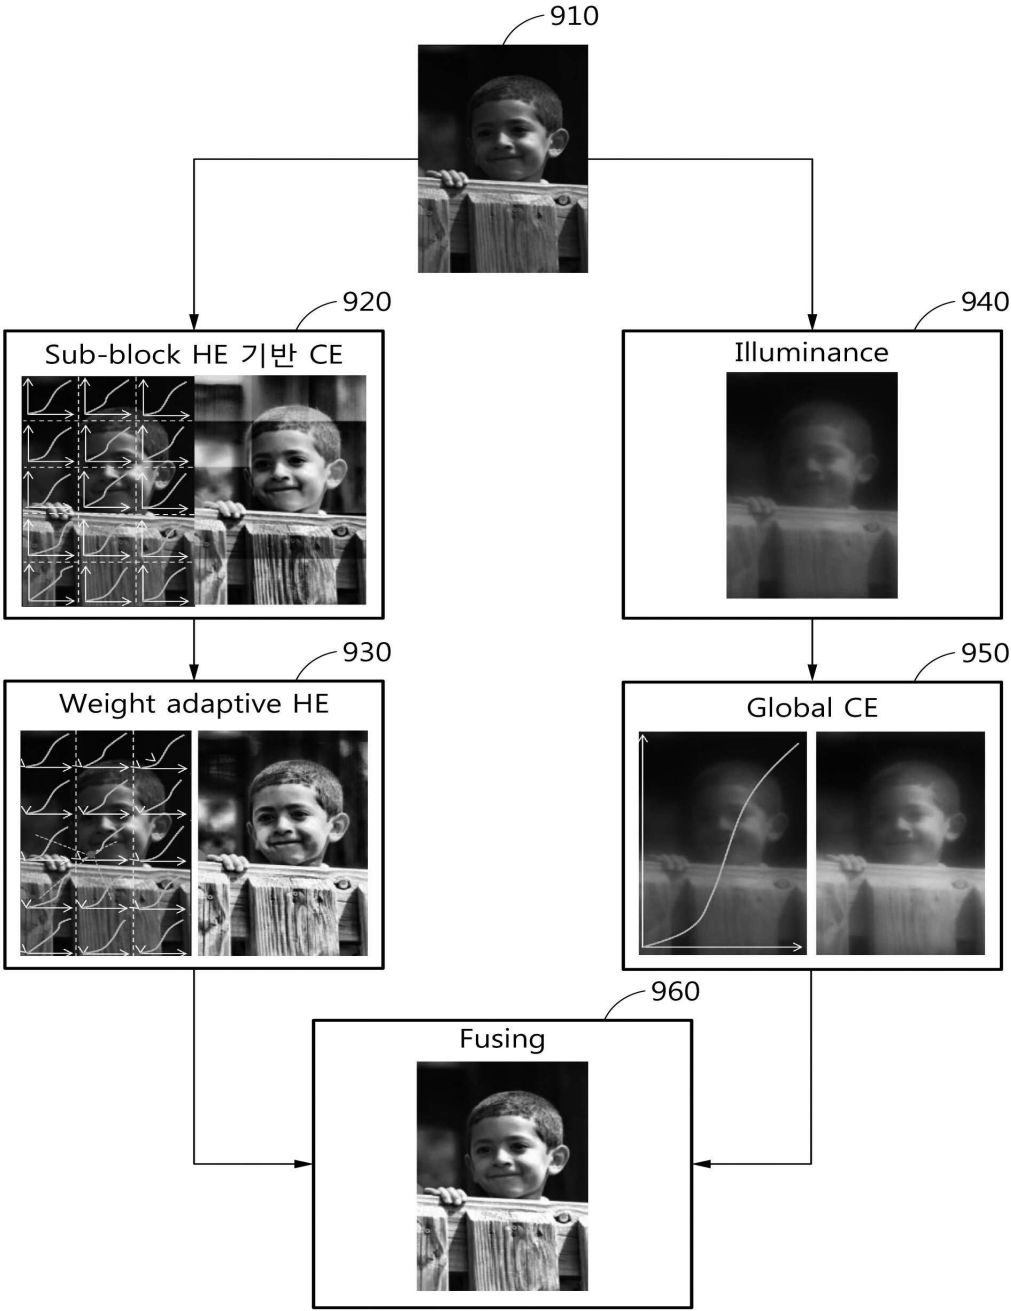 910
920
Sub-block HE 기반 CE
940
Illuminance
930
Weight adaptive HE
950
Global CE
960
Fusing